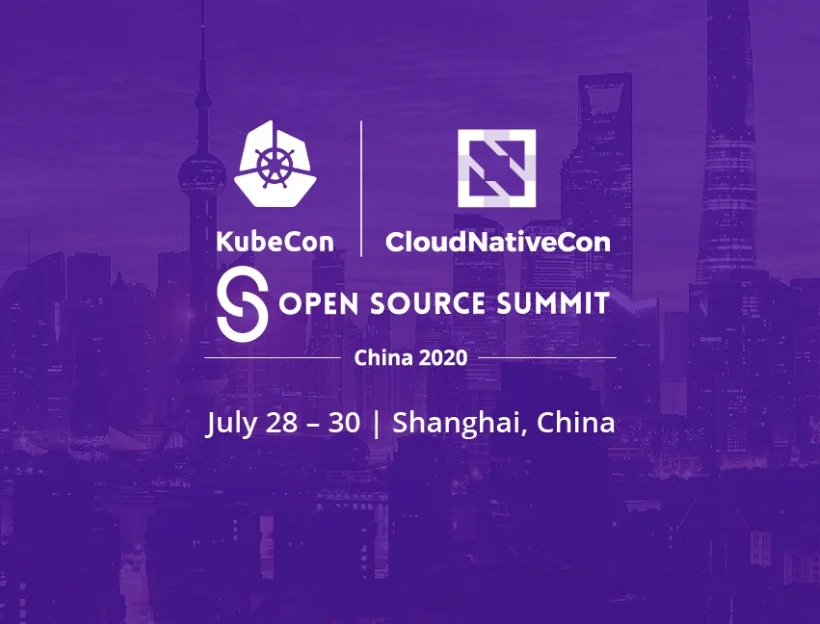 KubeCon
CloudNativeCon
OPEN SOURCE SUMMIT
China 2020
July 28 – 30 | Shanghai, China